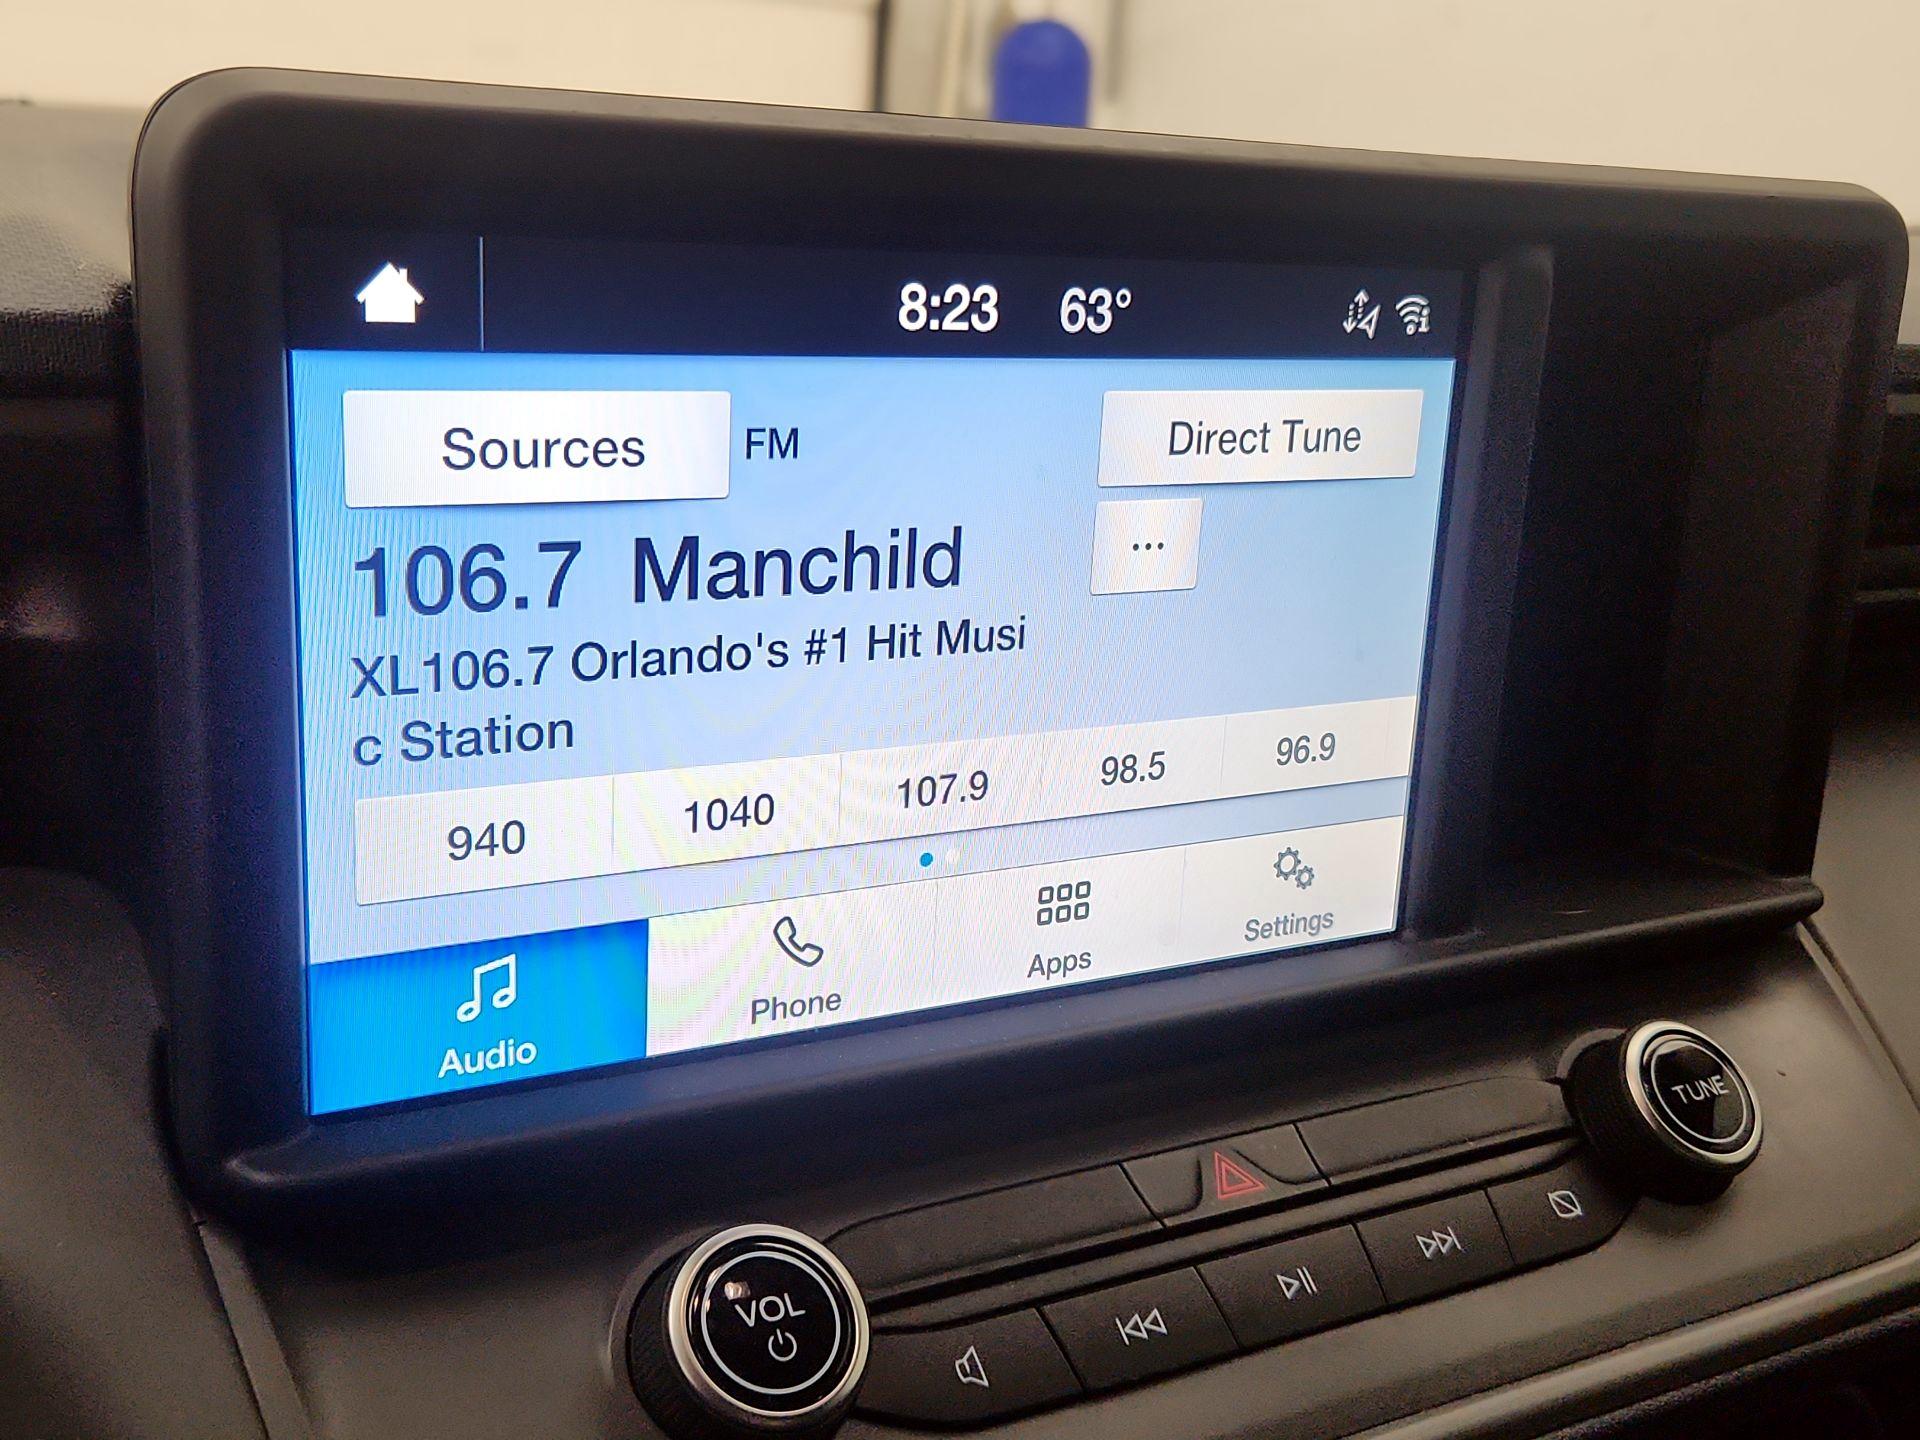 8:23 63°
Sources FM Direct Tune
106.7 Manchild ...
XL106.7 Orlando's #1 Hit Musi
c Station
940 1040 107.9 98.5 96.9
Audio Phone Apps Settings
TUNE
VOL